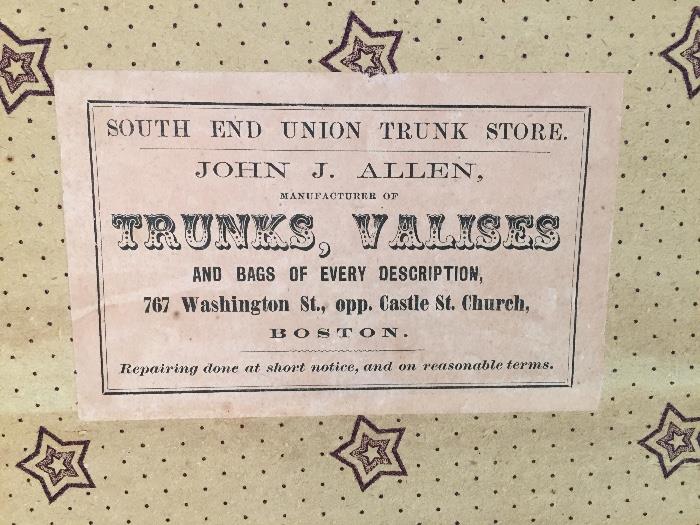 SOUTH END UNION TRUNK STORE.
JOHN J. ALLEN,
MANUFACTURER OF
TRUNKS, VALISES
AND BAGS OF EVERY DESCRIPTION,
767 Washington St., opp. Castle St. Church,
BOSTON.
Repairing done at short notice, and on reasonable terms.